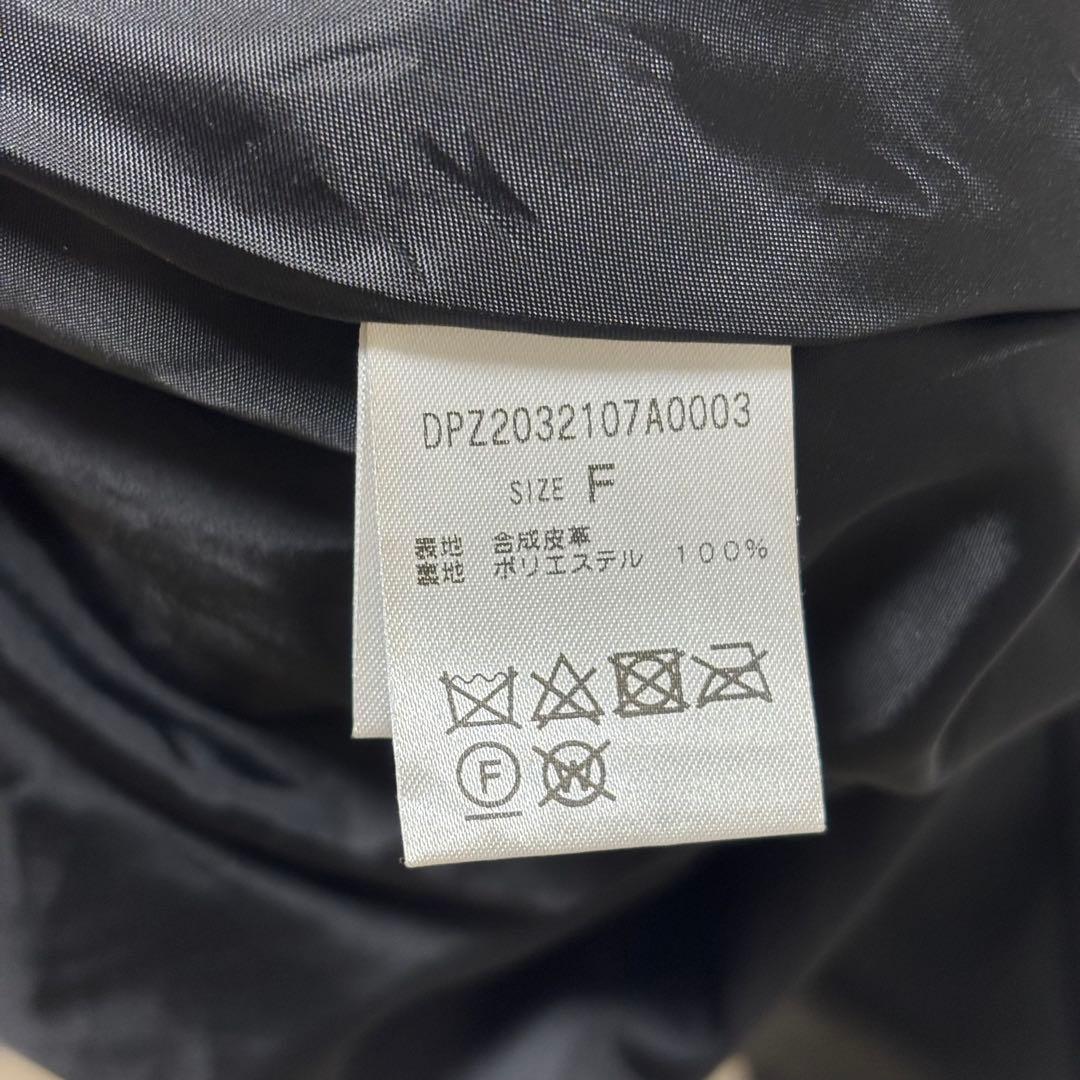 DPZ2032107A0003
SIZE F
表地 合成皮革
裏地 ポリエステル 100%
F
W